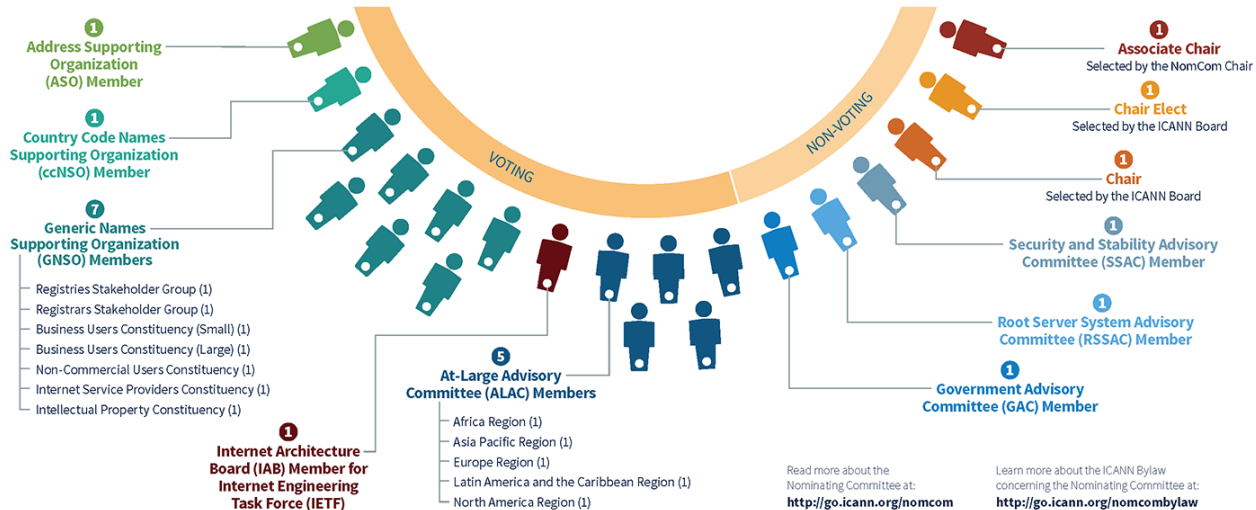 1
Address Supporting
Organization
(ASO) Member
1
Country Code Names
Supporting Organization
(ccNSO) Member
7
Generic Names
Supporting Organization
(GNSO) Members
Registries Stakeholder Group (1)
Registrars Stakeholder Group (1)
Business Users Constituency (Small) (1)
Business Users Constituency (Large) (1)
Non-Commercial Users Constituency (1)
Internet Service Providers Constituency (1)
Intellectual Property Constituency (1)
1
Internet Architecture
Board (IAB) Member for
Internet Engineering
Task Force (IETF)
5
At-Large Advisory
Committee (ALAC) Members
Africa Region (1)
Asia Pacific Region (1)
Europe Region (1)
Latin America and the Caribbean Region (1)
North America Region (1)
VOTING
NON-VOTING
1
Associate Chair
Selected by the NomCom Chair
1
Chair Elect
Selected by the ICANN Board
1
Chair
Selected by the ICANN Board
1
Security and Stability Advisory
Committee (SSAC) Member
1
Root Server System Advisory
Committee (RSSAC) Member
1
Government Advisory
Committee (GAC) Member
Read more about the
Nominating Committee at:
http://go.icann.org/nomcom
Learn more about the ICANN Bylaw
concerning the Nominating Committee at:
http://go.icann.org/nomcombylaw